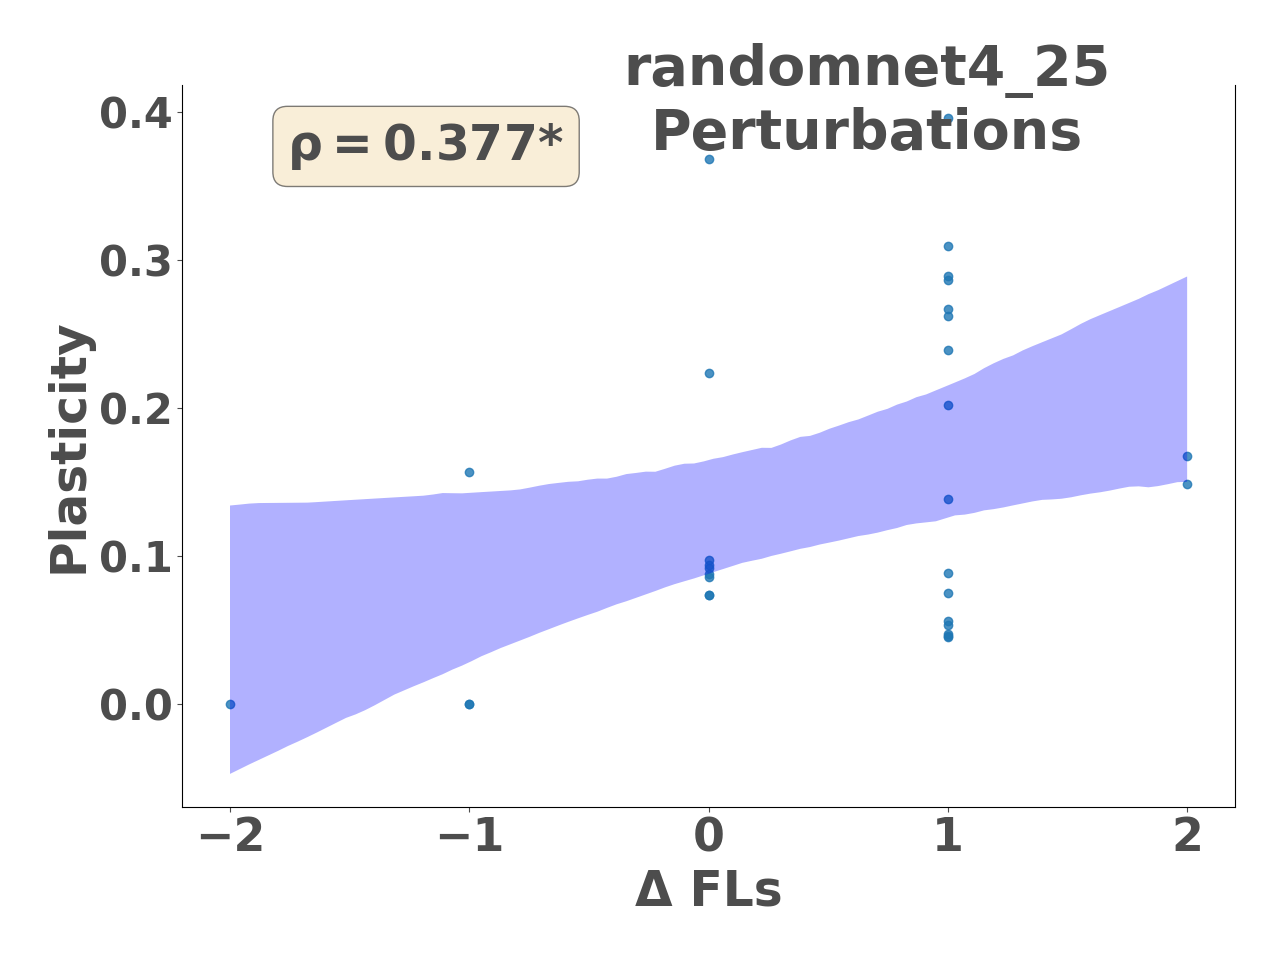 randomnet4_25
Perturbations
ρ = 0.377*
0.4
0.3
0.2
0.1
0.0
Plasticity
−2
−1
0
1
2
Δ FLs